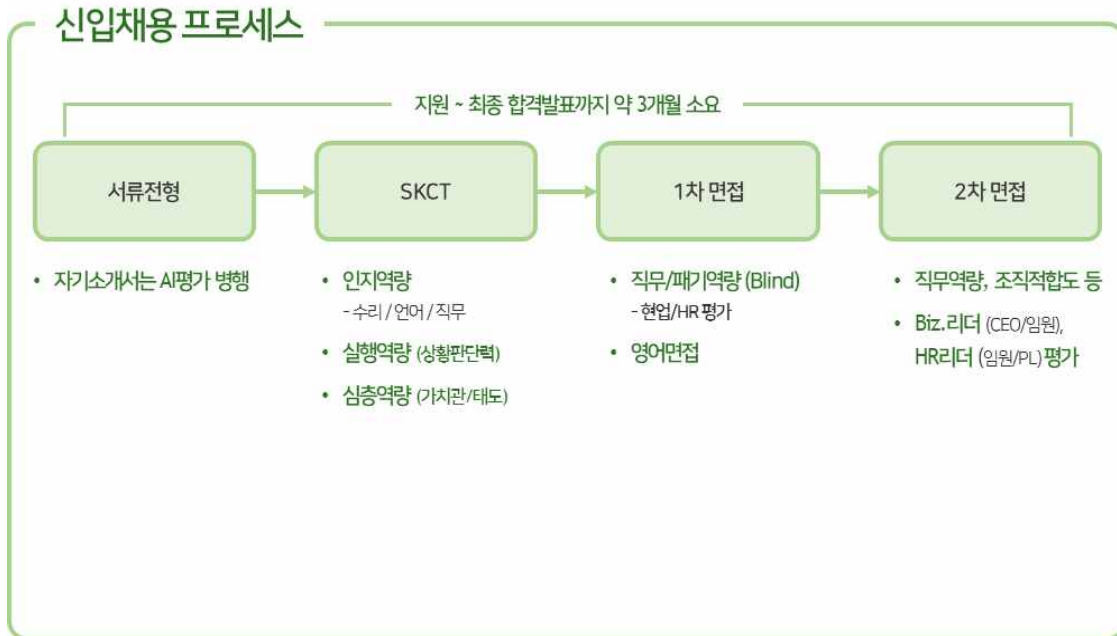 신입채용 프로세스
지원 ~ 최종 합격발표까지 약 3개월 소요
서류전형
SKCT
1차 면접
2차 면접
• 자기소개서는 AI평가 병행
• 인지역량
- 수리 / 언어 / 직무
• 실행역량 (상황판단력)
• 심층역량 (가치관/태도)
• 직무/패기역량 (Blind)
- 현업/HR 평가
• 영어면접
• 직무역량, 조직적합도 등
• Biz.리더 (CEO/임원),
HR리더 (임원/PL) 평가